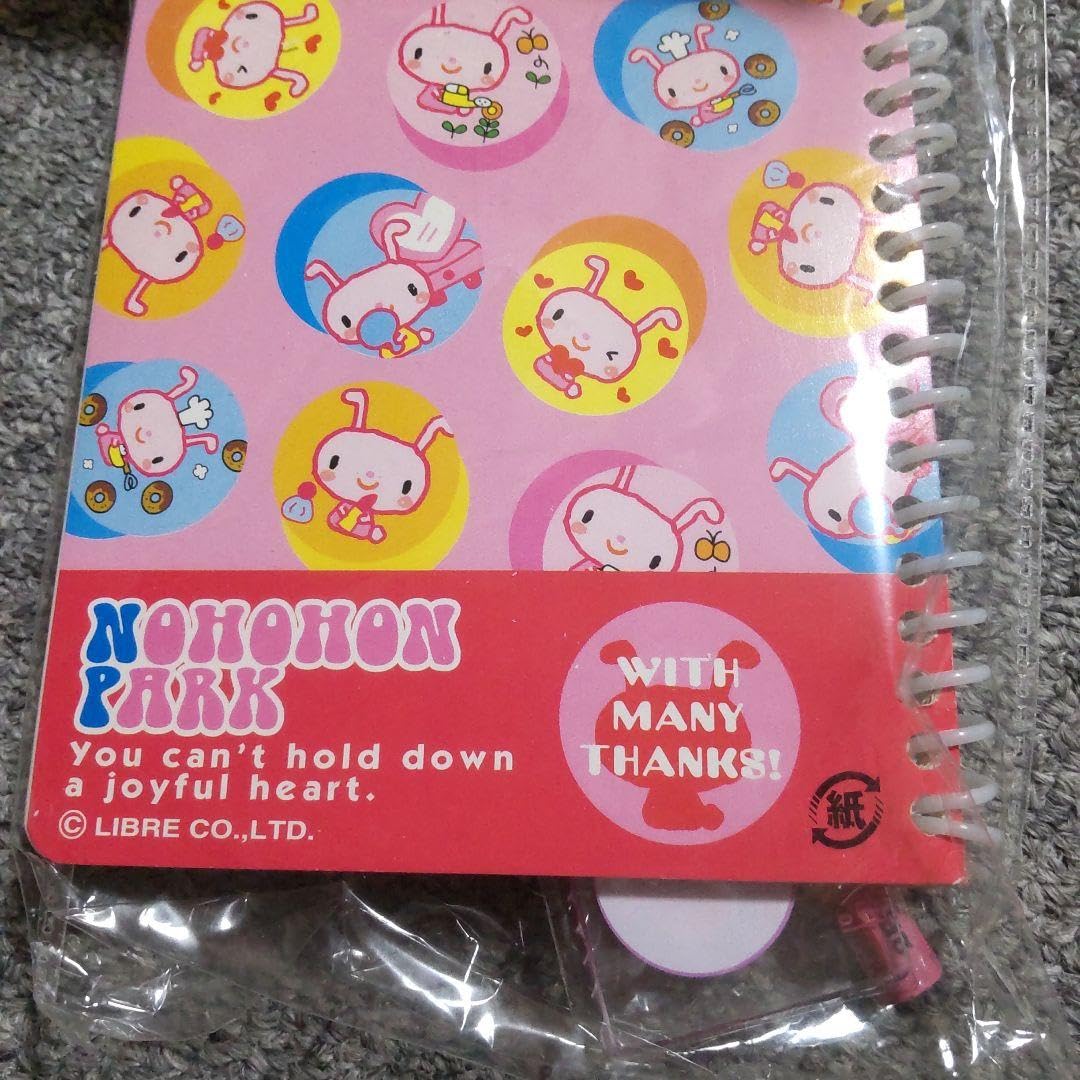 NOHOHON
PARK
You can't hold down
a joyful heart.
© LIBRE CO.,LTD.
WITH
MANY
THANKS!
紙